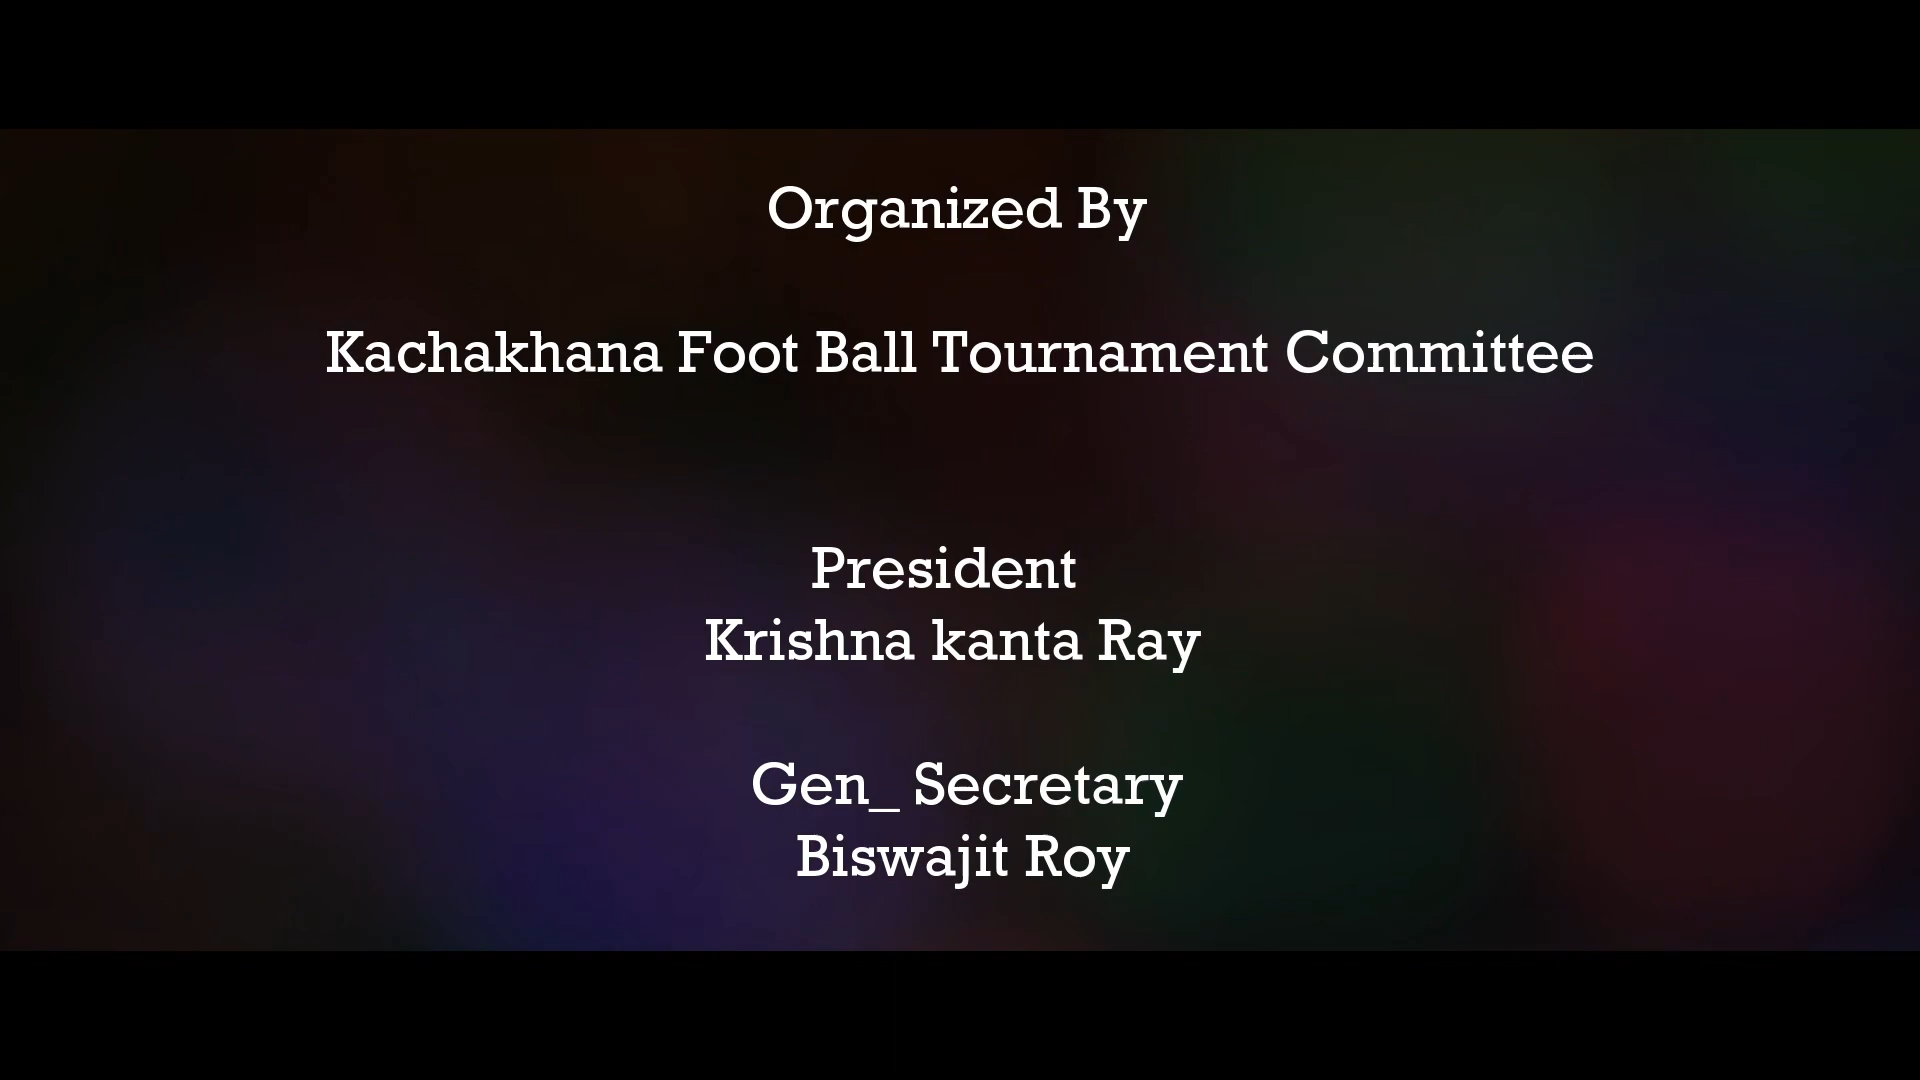 Organized By
Kachakhana Foot Ball Tournament Committee
President
Krishna kanta Ray
Gen_ Secretary
Biswajit Roy